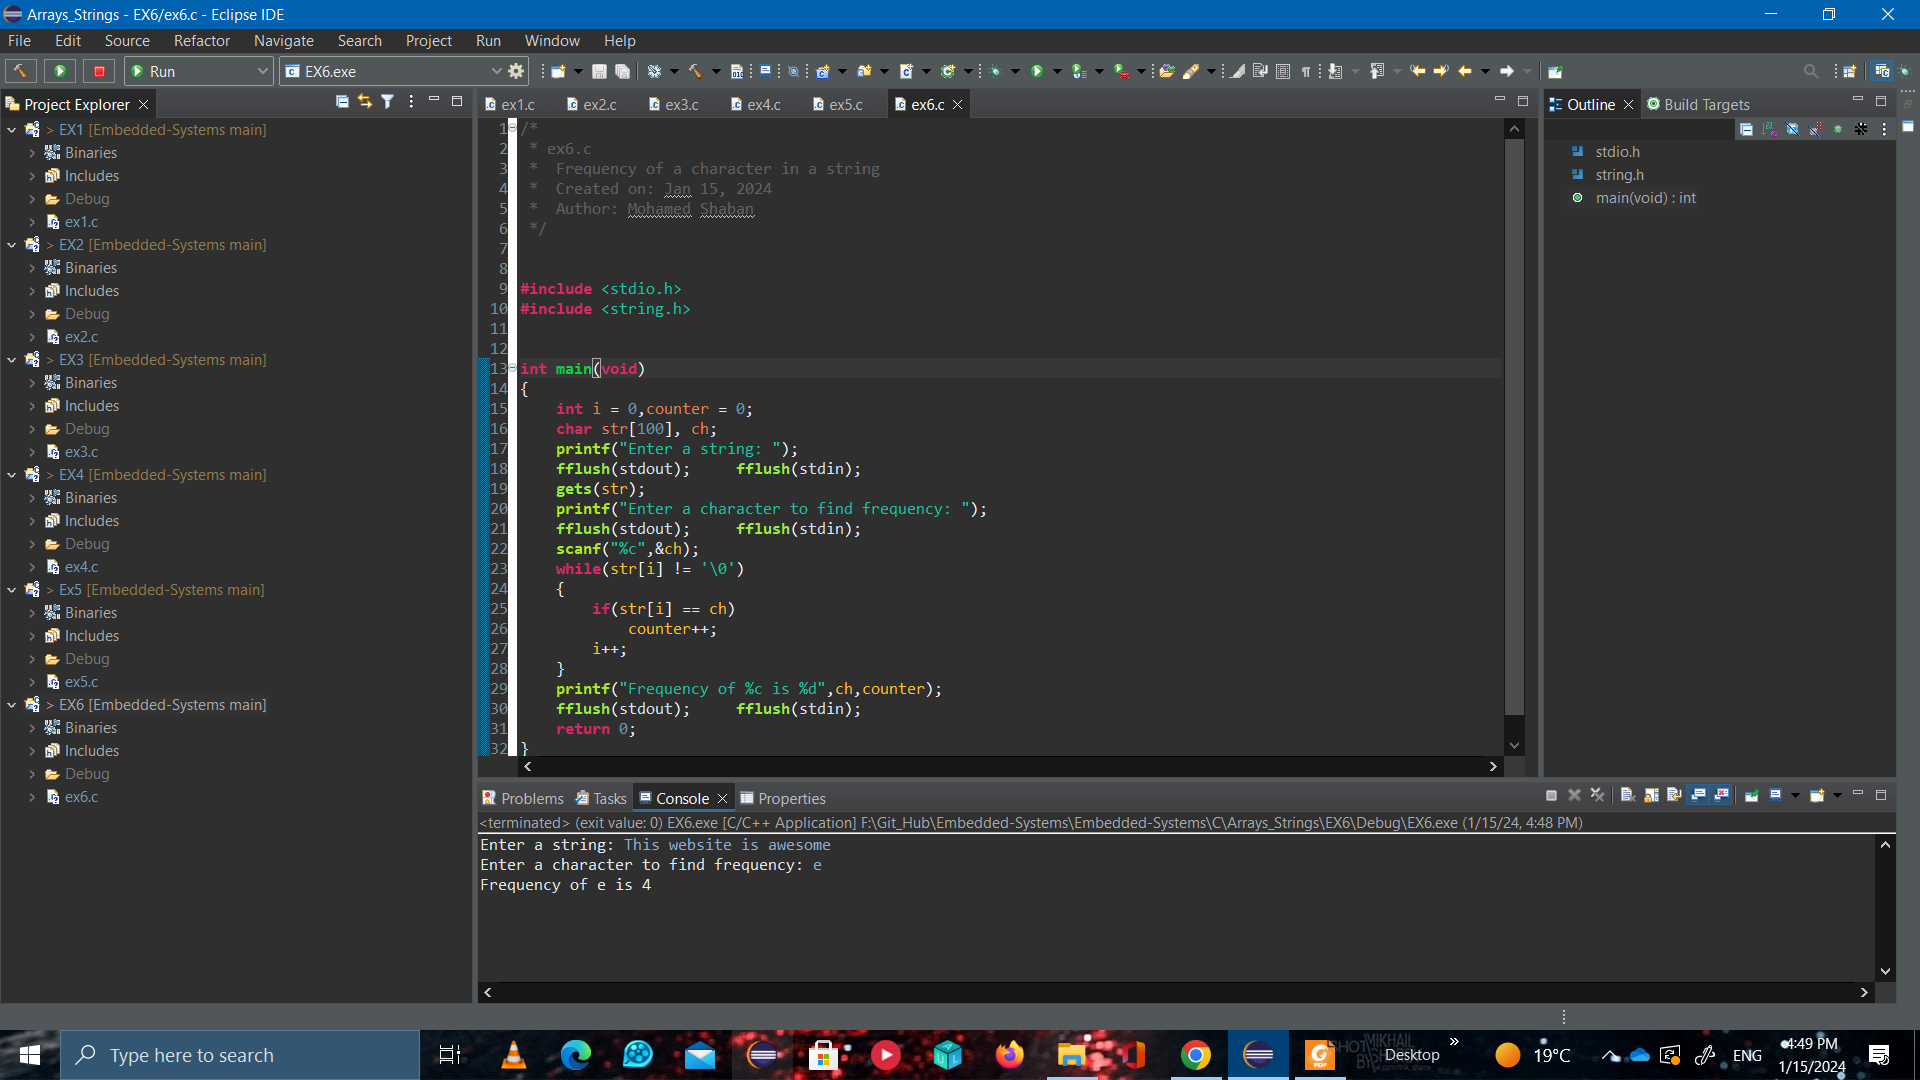 Arrays_Strings - EX6/ex6.c - Eclipse IDE
File Edit Source Refactor Navigate Search Project Run Window Help
Run EX6.exe
Project Explorer
> EX1 [Embedded-Systems main]
Binaries
Includes
Debug
ex1.c
> EX2 [Embedded-Systems main]
Binaries
Includes
Debug
ex2.c
> EX3 [Embedded-Systems main]
Binaries
Includes
Debug
ex3.c
> EX4 [Embedded-Systems main]
Binaries
Includes
Debug
ex4.c
> Ex5 [Embedded-Systems main]
Binaries
Includes
Debug
ex5.c
> EX6 [Embedded-Systems main]
Binaries
Includes
Debug
ex6.c
ex1.c ex2.c ex3.c ex4.c ex5.c ex6.c
1 /*
2 * ex6.c
3 * Frequency of a character in a string
4 * Created on: Jan 15, 2024
5 * Author: Mohamed Shaban
6 */
7
8
9 #include <stdio.h>
10 #include <string.h>
11
12
13 int main(void)
14 {
15 int i = 0,counter = 0;
16 char str[100], ch;
17 printf("Enter a string: ");
18 fflush(stdout); fflush(stdin);
19 gets(str);
20 printf("Enter a character to find frequency: ");
21 fflush(stdout); fflush(stdin);
22 scanf("%c",&ch);
23 while(str[i] != '\0')
24 {
25 if(str[i] == ch)
26 counter++;
27 i++;
28 }
29 printf("Frequency of %c is %d",ch,counter);
30 fflush(stdout); fflush(stdin);
31 return 0;
32 }
Outline Build Targets
stdio.h
string.h
main(void) : int
Problems Tasks Console Properties
<terminated> (exit value: 0) EX6.exe [C/C++ Application] F:\Git_Hub\Embedded-Systems\Embedded-Systems\C\Arrays_Strings\EX6\Debug\EX6.exe (1/15/24, 4:48 PM)
Enter a string: This website is awesome
Enter a character to find frequency: e
Frequency of e is 4
Type here to search
Desktop
19°C
ENG
4:49 PM
1/15/2024